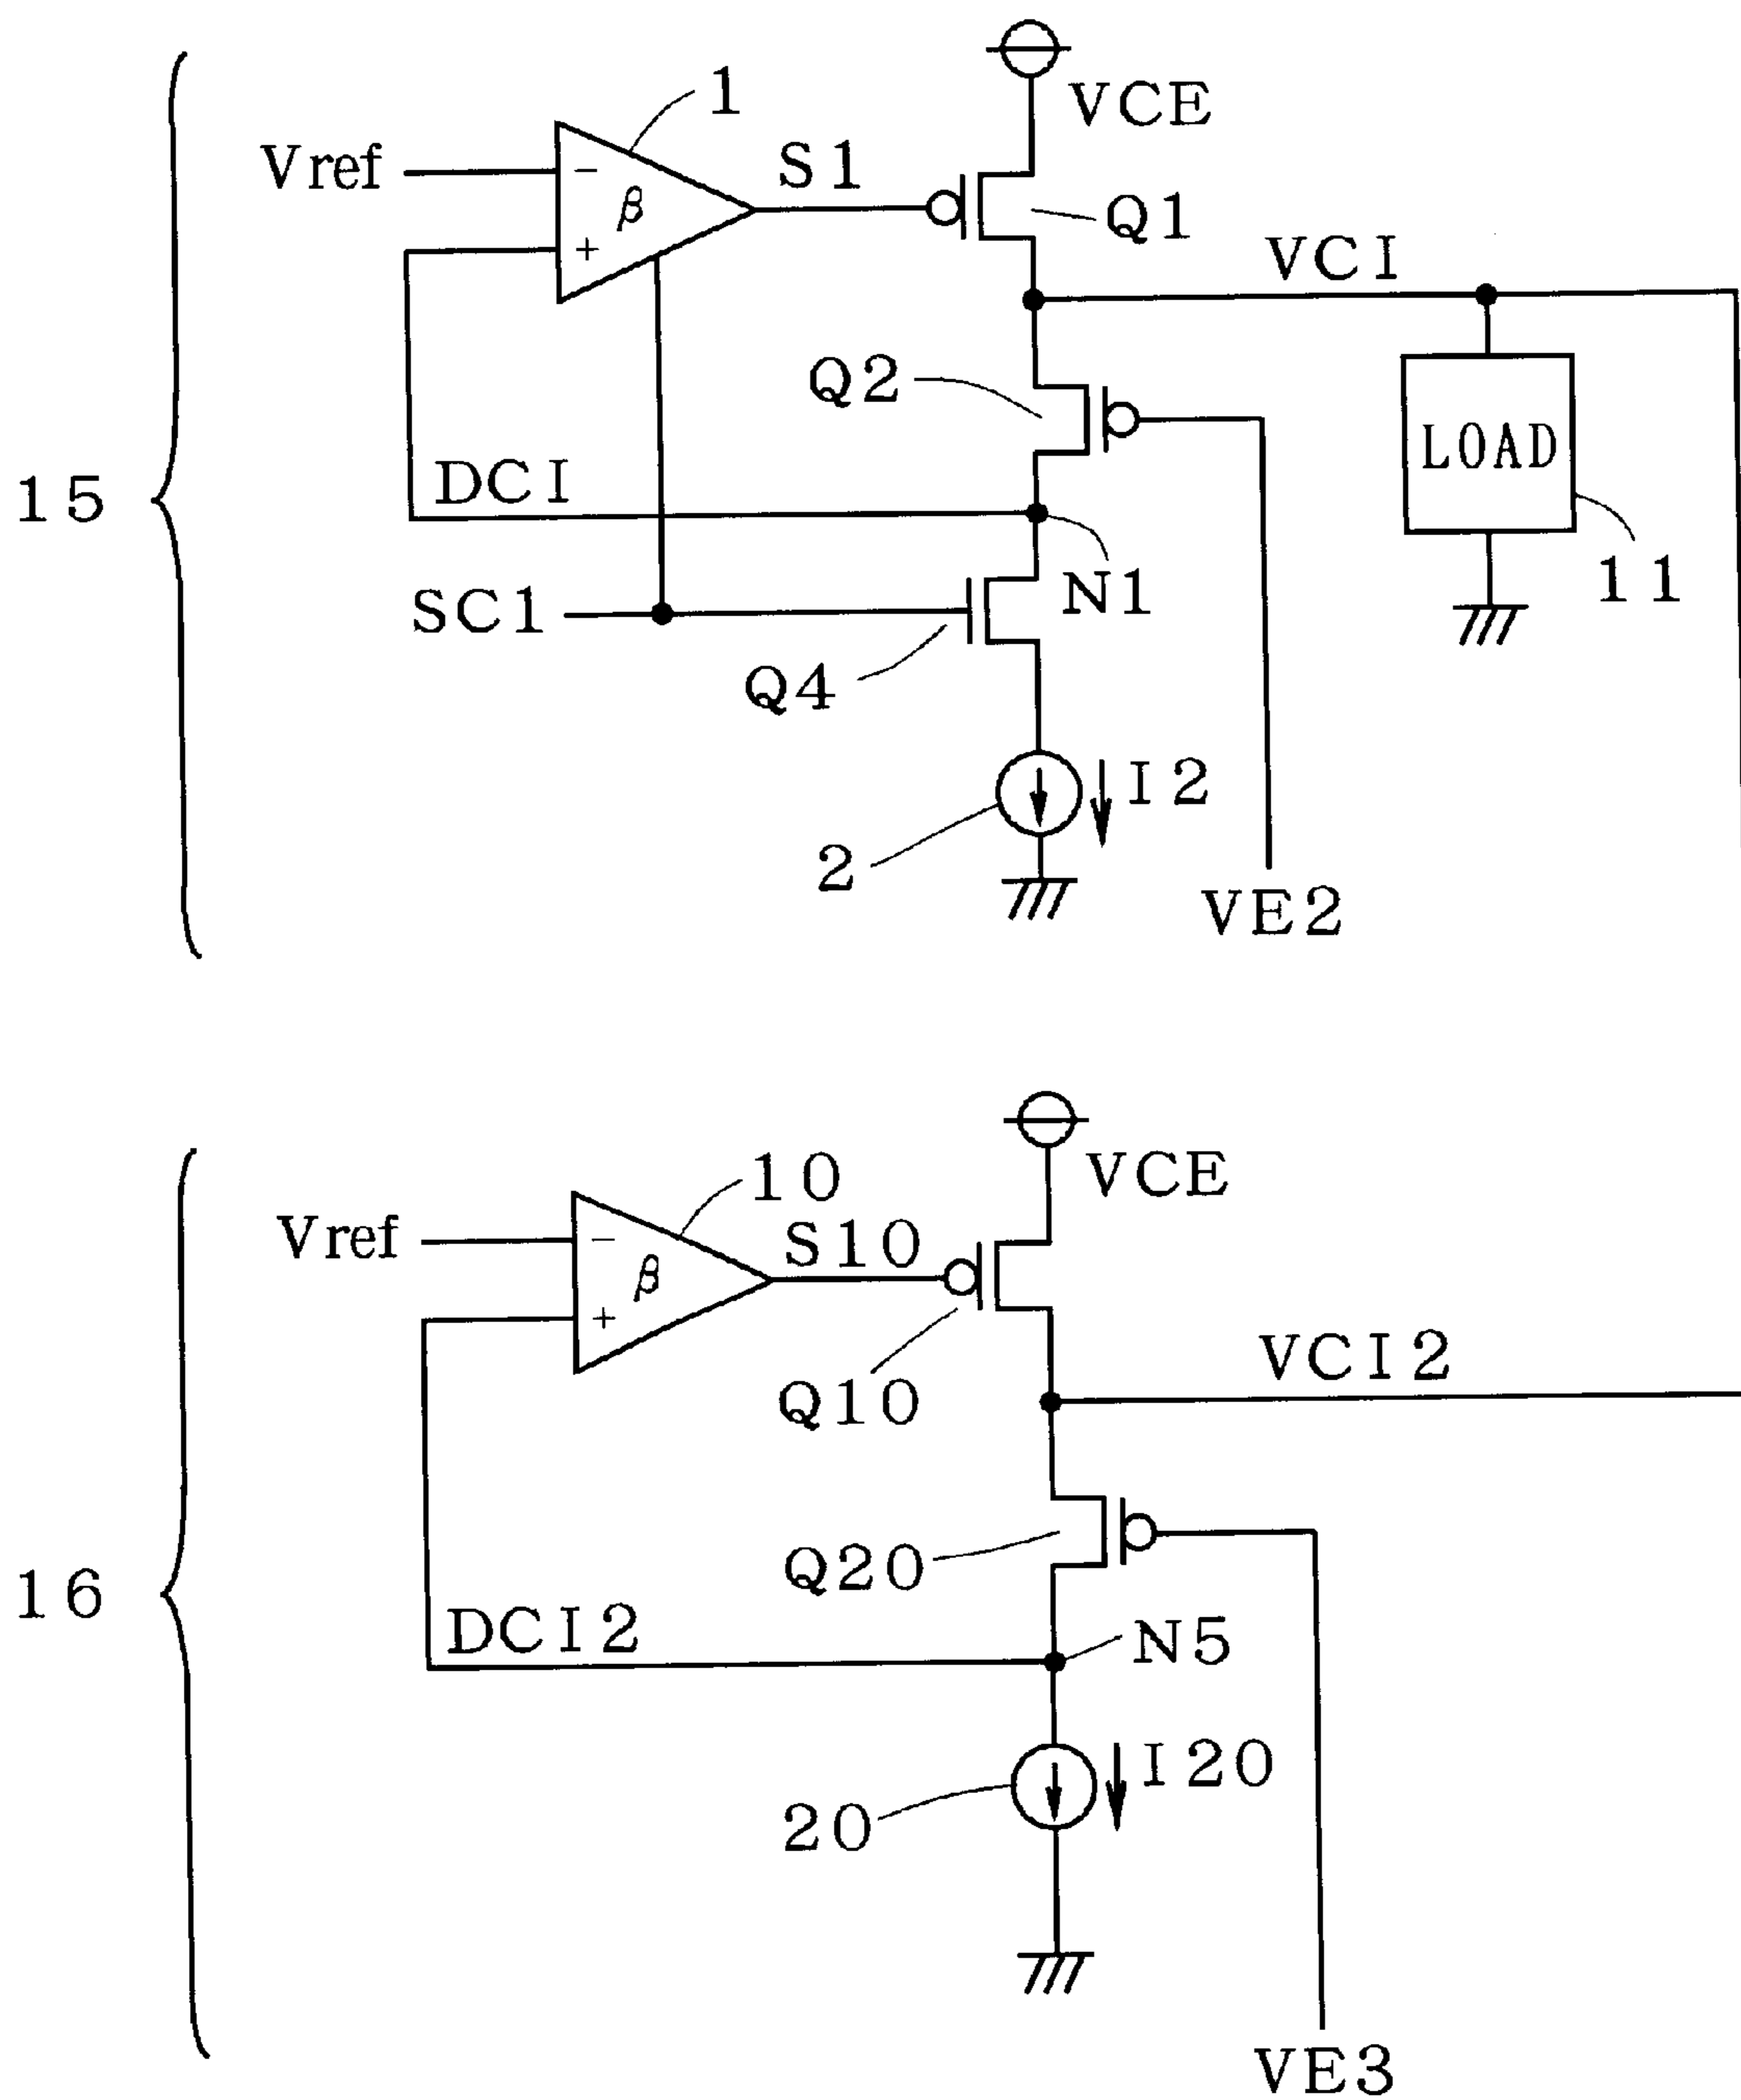 VCE
1
Vref
−
β
+
S1
Q1
VCI
Q2
LOAD
15
DCI
N1
11
SC1
Q4
I2
2
VE2
VCE
10
Vref
−
β
+
S10
Q10
VCI2
Q20
16
DCI2
N5
I20
20
VE3